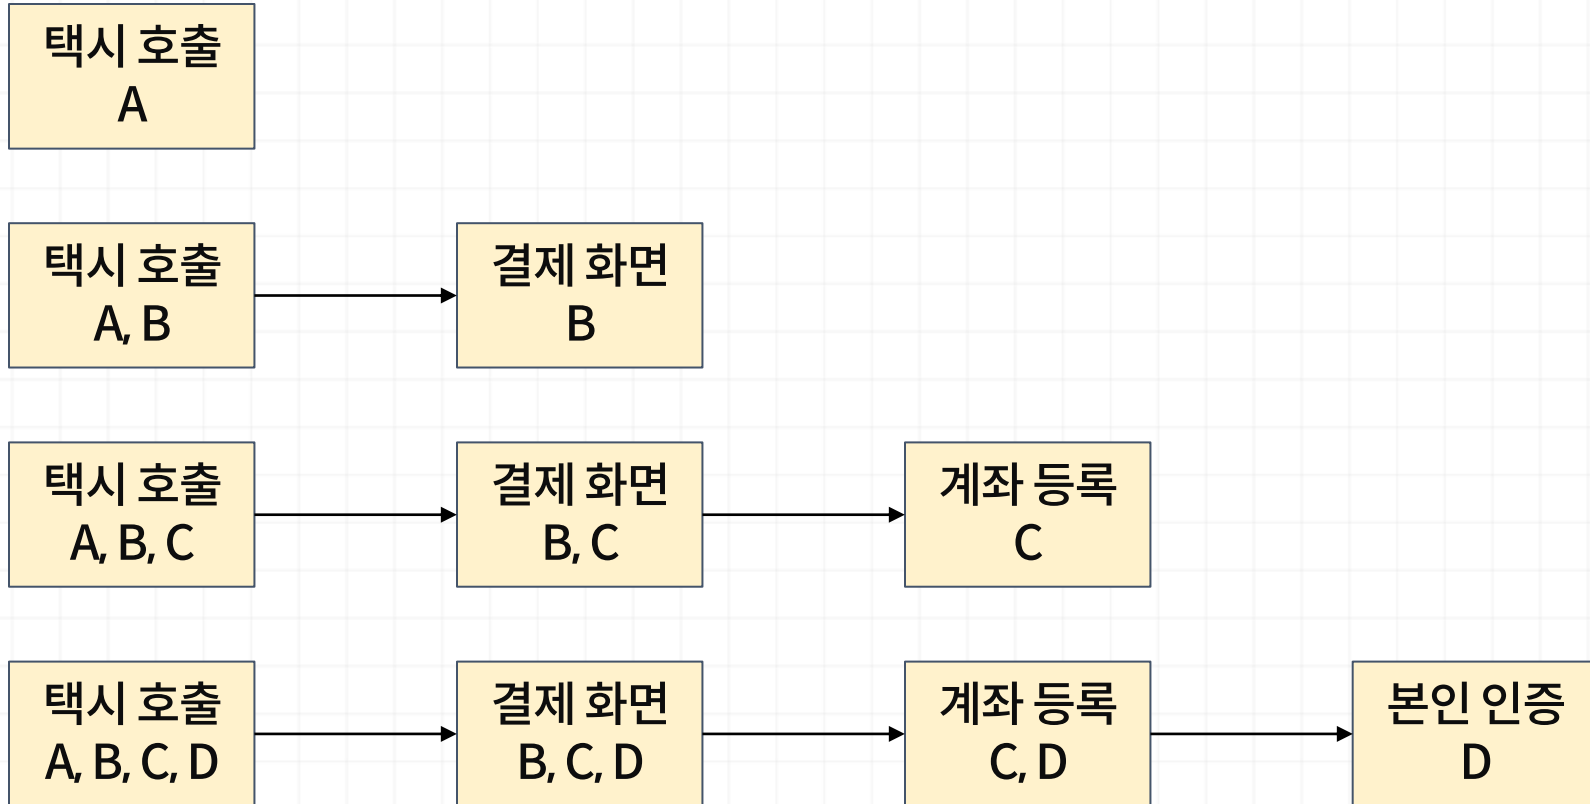 택시 호출
A
택시 호출
A, B
결제 화면
B
택시 호출
A, B, C
결제 화면
B, C
계좌 등록
C
택시 호출
A, B, C, D
결제 화면
B, C, D
계좌 등록
C, D
본인 인증
D